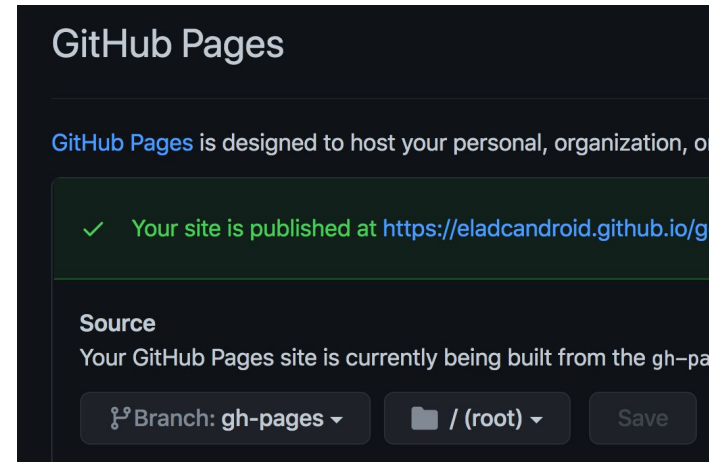 GitHub Pages
GitHub Pages is designed to host your personal, organization,
Your site is published at https://eladcandroid.github.io/g
Source
Your GitHub Pages site is currently being built from the gh-pa
Branch: gh-pages
/ (root)
Save